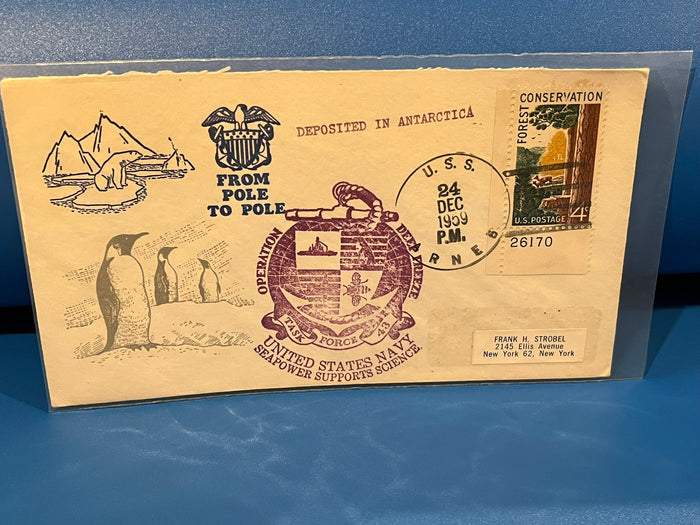 DEPOSITED IN ANTARCTICA
FROM
POLE
TO POLE
OPERATION DEEP FREEZE
TASK FORCE 43
UNITED STATES NAVY
SEAPOWER SUPPORTS SCIENCE.
U.S.S.
24
DEC
1959
P.M.
FOREST CONSERVATION
U.S. POSTAGE 4¢
26170
FRANK H. STROBEL
2145 Ellis Avenue
New York 62, New York